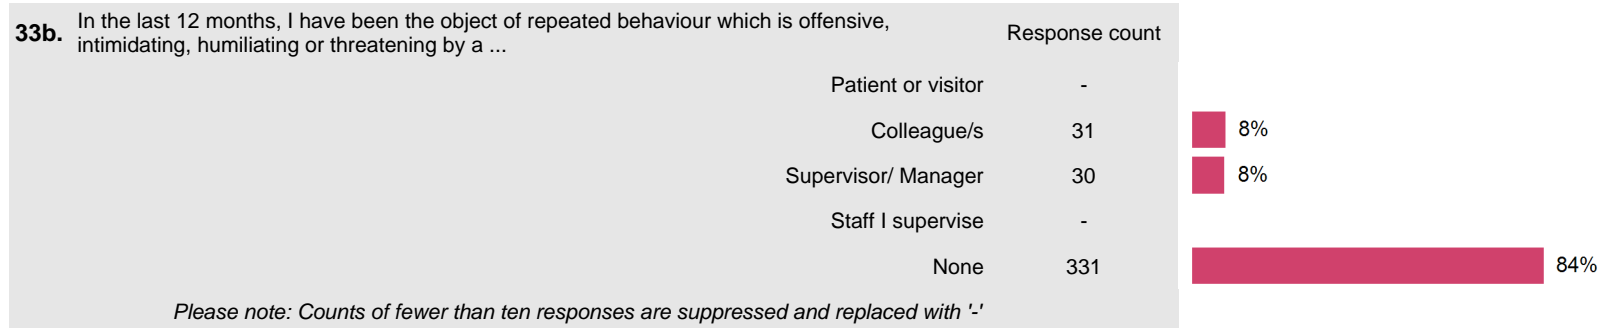 33b. In the last 12 months, I have been the object of repeated behaviour which is offensive,
intimidating, humiliating or threatening by a ...
Response count
Patient or visitor -
Colleague/s 31 8%
Supervisor/ Manager 30 8%
Staff I supervise -
None 331 84%
Please note: Counts of fewer than ten responses are suppressed and replaced with '-'